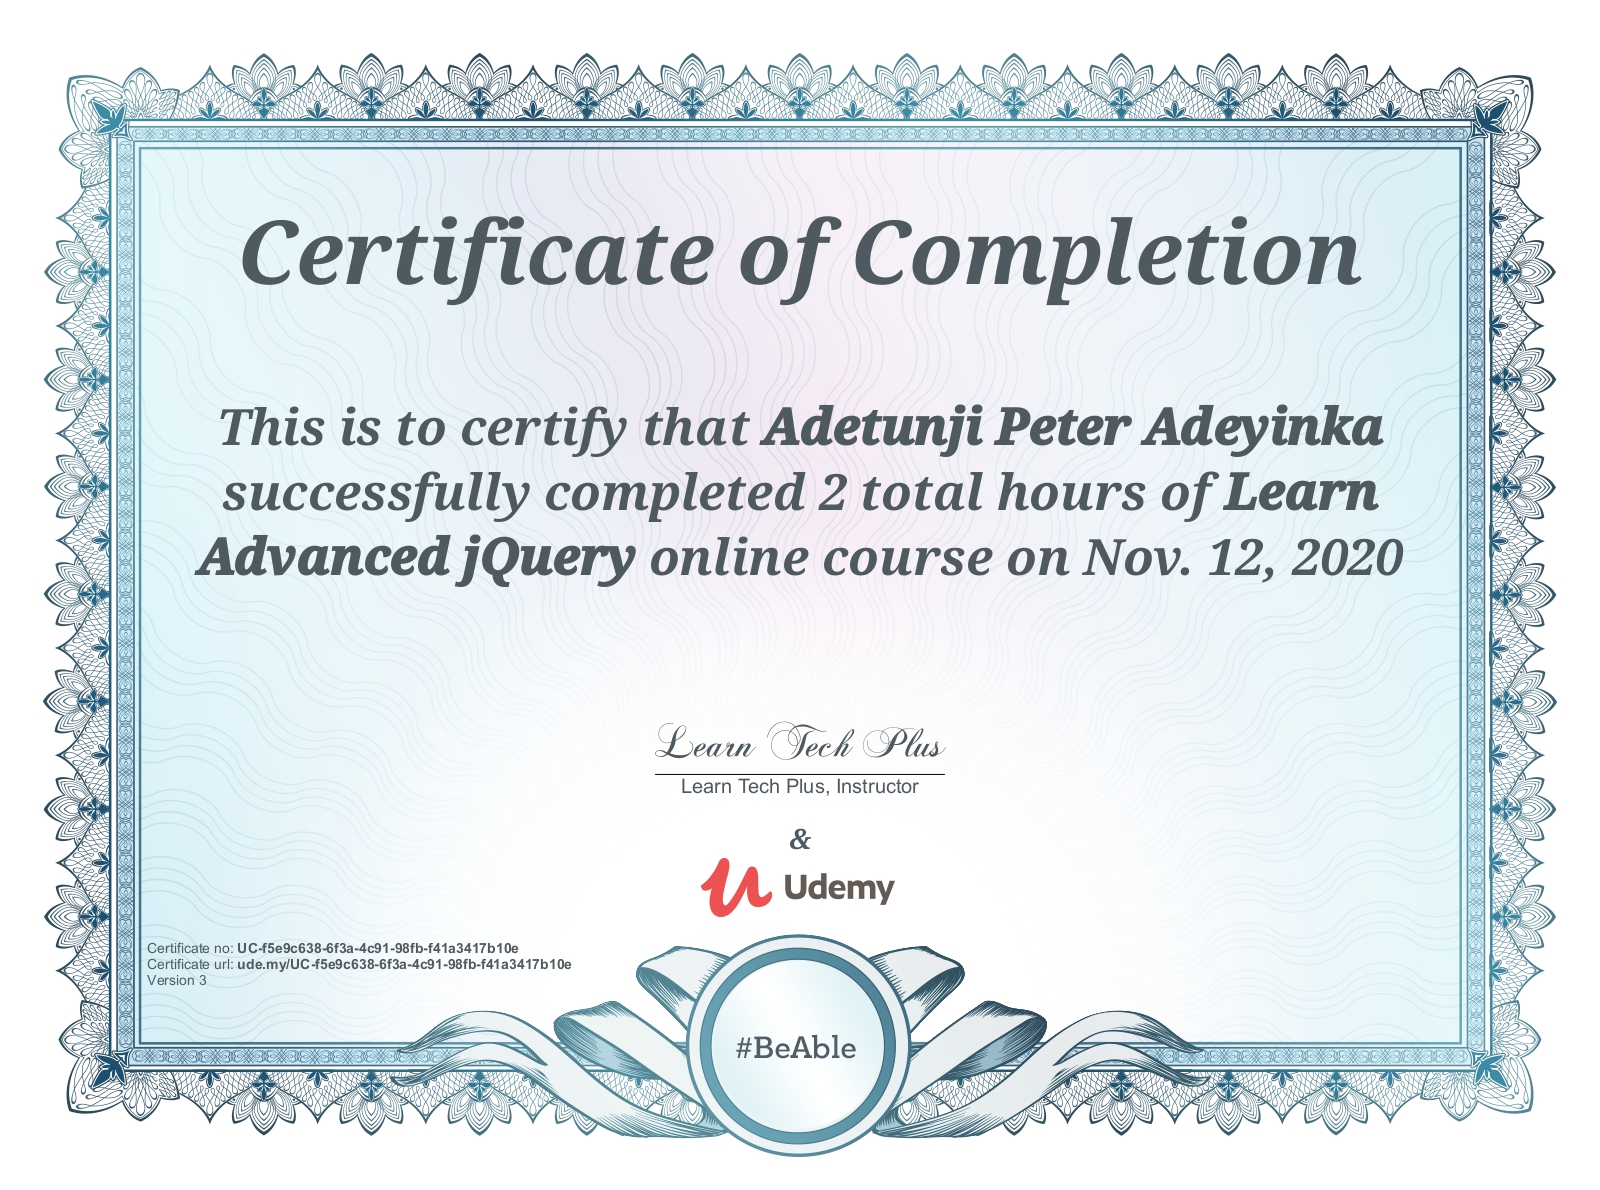 Certificate of Completion
This is to certify that Adetunji Peter Adeyinka
successfully completed 2 total hours of Learn
Advanced jQuery online course on Nov. 12, 2020
Learn Tech Plus
Learn Tech Plus, Instructor
&
Udemy
Certificate no: UC-f5e9c638-6f3a-4c91-98fb-f41a3417b10e
Certificate url: ude.my/UC-f5e9c638-6f3a-4c91-98fb-f41a3417b10e
Version 3
#BeAble